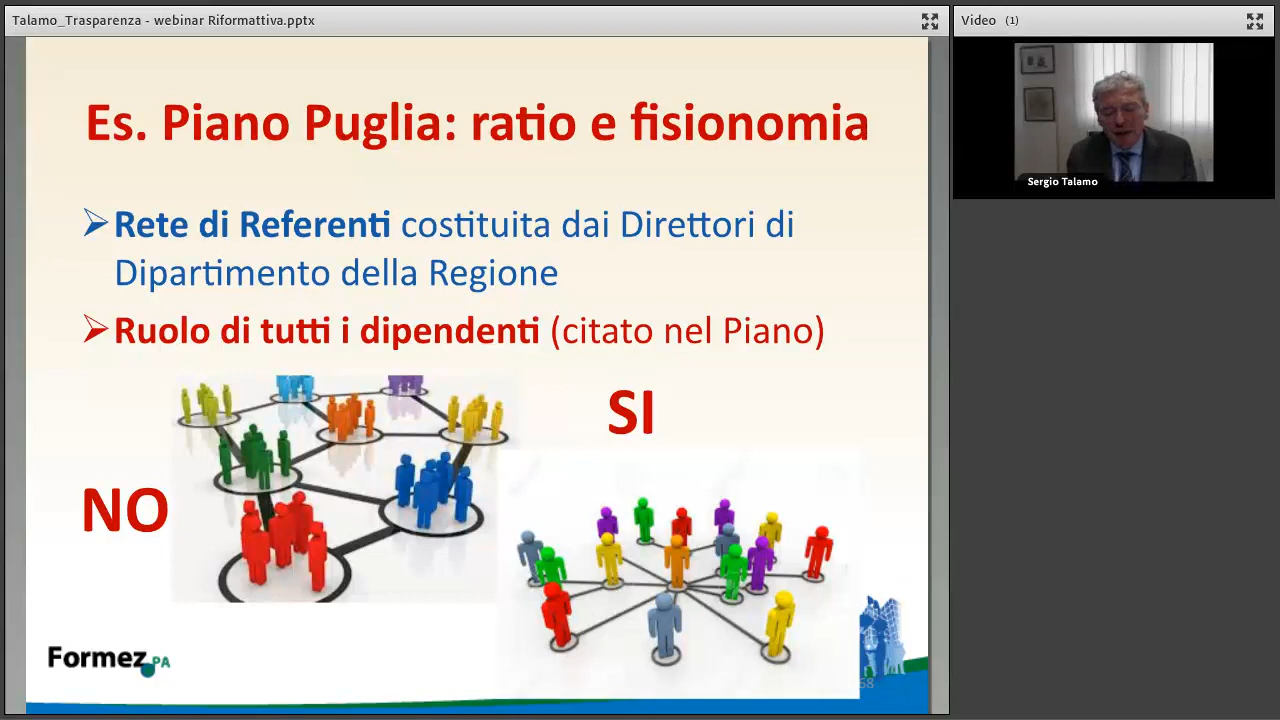 Talamo_Trasparenza - webinar Riformattiva.pptx
Video (1)
Sergio Talamo
Es. Piano Puglia: ratio e fisionomia
Rete di Referenti costituita dai Direttori di
Dipartimento della Regione
Ruolo di tutti i dipendenti (citato nel Piano)
SI
NO
Formez PA
68